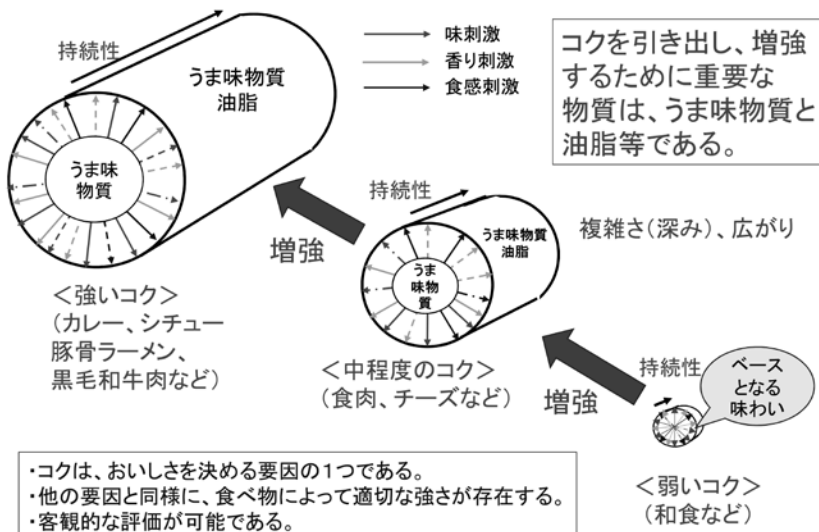 持続性
うま味物質
油脂
うま味
物質
味刺激
香り刺激
食感刺激
コクを引き出し、増強
するために重要な
物質は、うま味物質と
油脂等である。
増強
<強いコク>
(カレー、シチュー
豚骨ラーメン、
黒毛和牛肉など)
持続性
うま味物質
油脂
うま
味物
質
複雑さ(深み)、広がり
<中程度のコク>
(食肉、チーズなど)
増強
持続性
ベース
となる
味わい
<弱いコク>
(和食など)
・コクは、おいしさを決める要因の1つである。
・他の要因と同様に、食べ物によって適切な強さが存在する。
・客観的な評価が可能である。